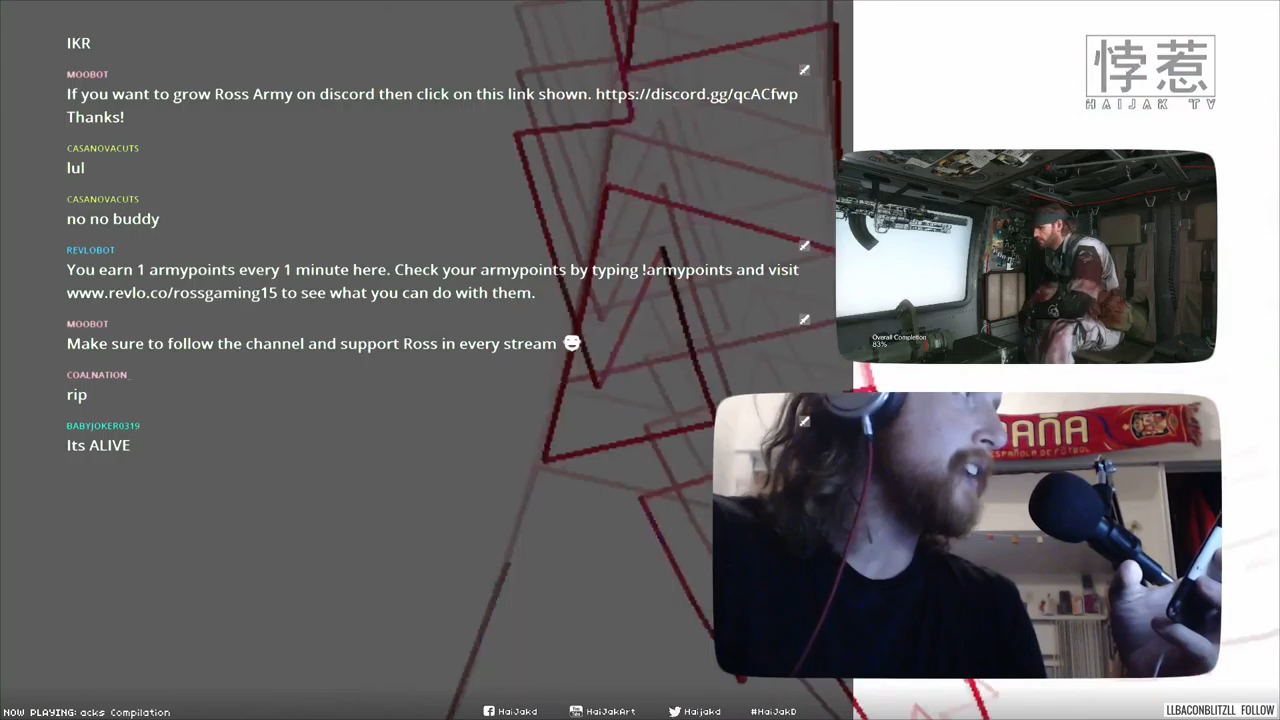 IKR
MOOBOT
If you want to grow Ross Army on discord then click on this link shown. https://discord.gg/qcACfwp
Thanks!
CASANOVACUTS
lul
CASANOVACUTS
no no buddy
REVLOBOT
You earn 1 armypoints every 1 minute here. Check your armypoints by typing !armypoints and visit
www.revlo.co/rossgaming15 to see what you can do with them.
MOOBOT
Make sure to follow the channel and support Ross in every stream
COALNATION_
rip
BABYJOKER0319
Its ALIVE
悖惹
HAIJAK TV
Overall Completion
83%
AÑA
ESPAÑOLA DE FÚTBOL
NOW PLAYING: acks Compilation
HaiJakd
HaiJakArt
Haijakd
#HaiJakD
LLBACONBLITZLL FOLLOW